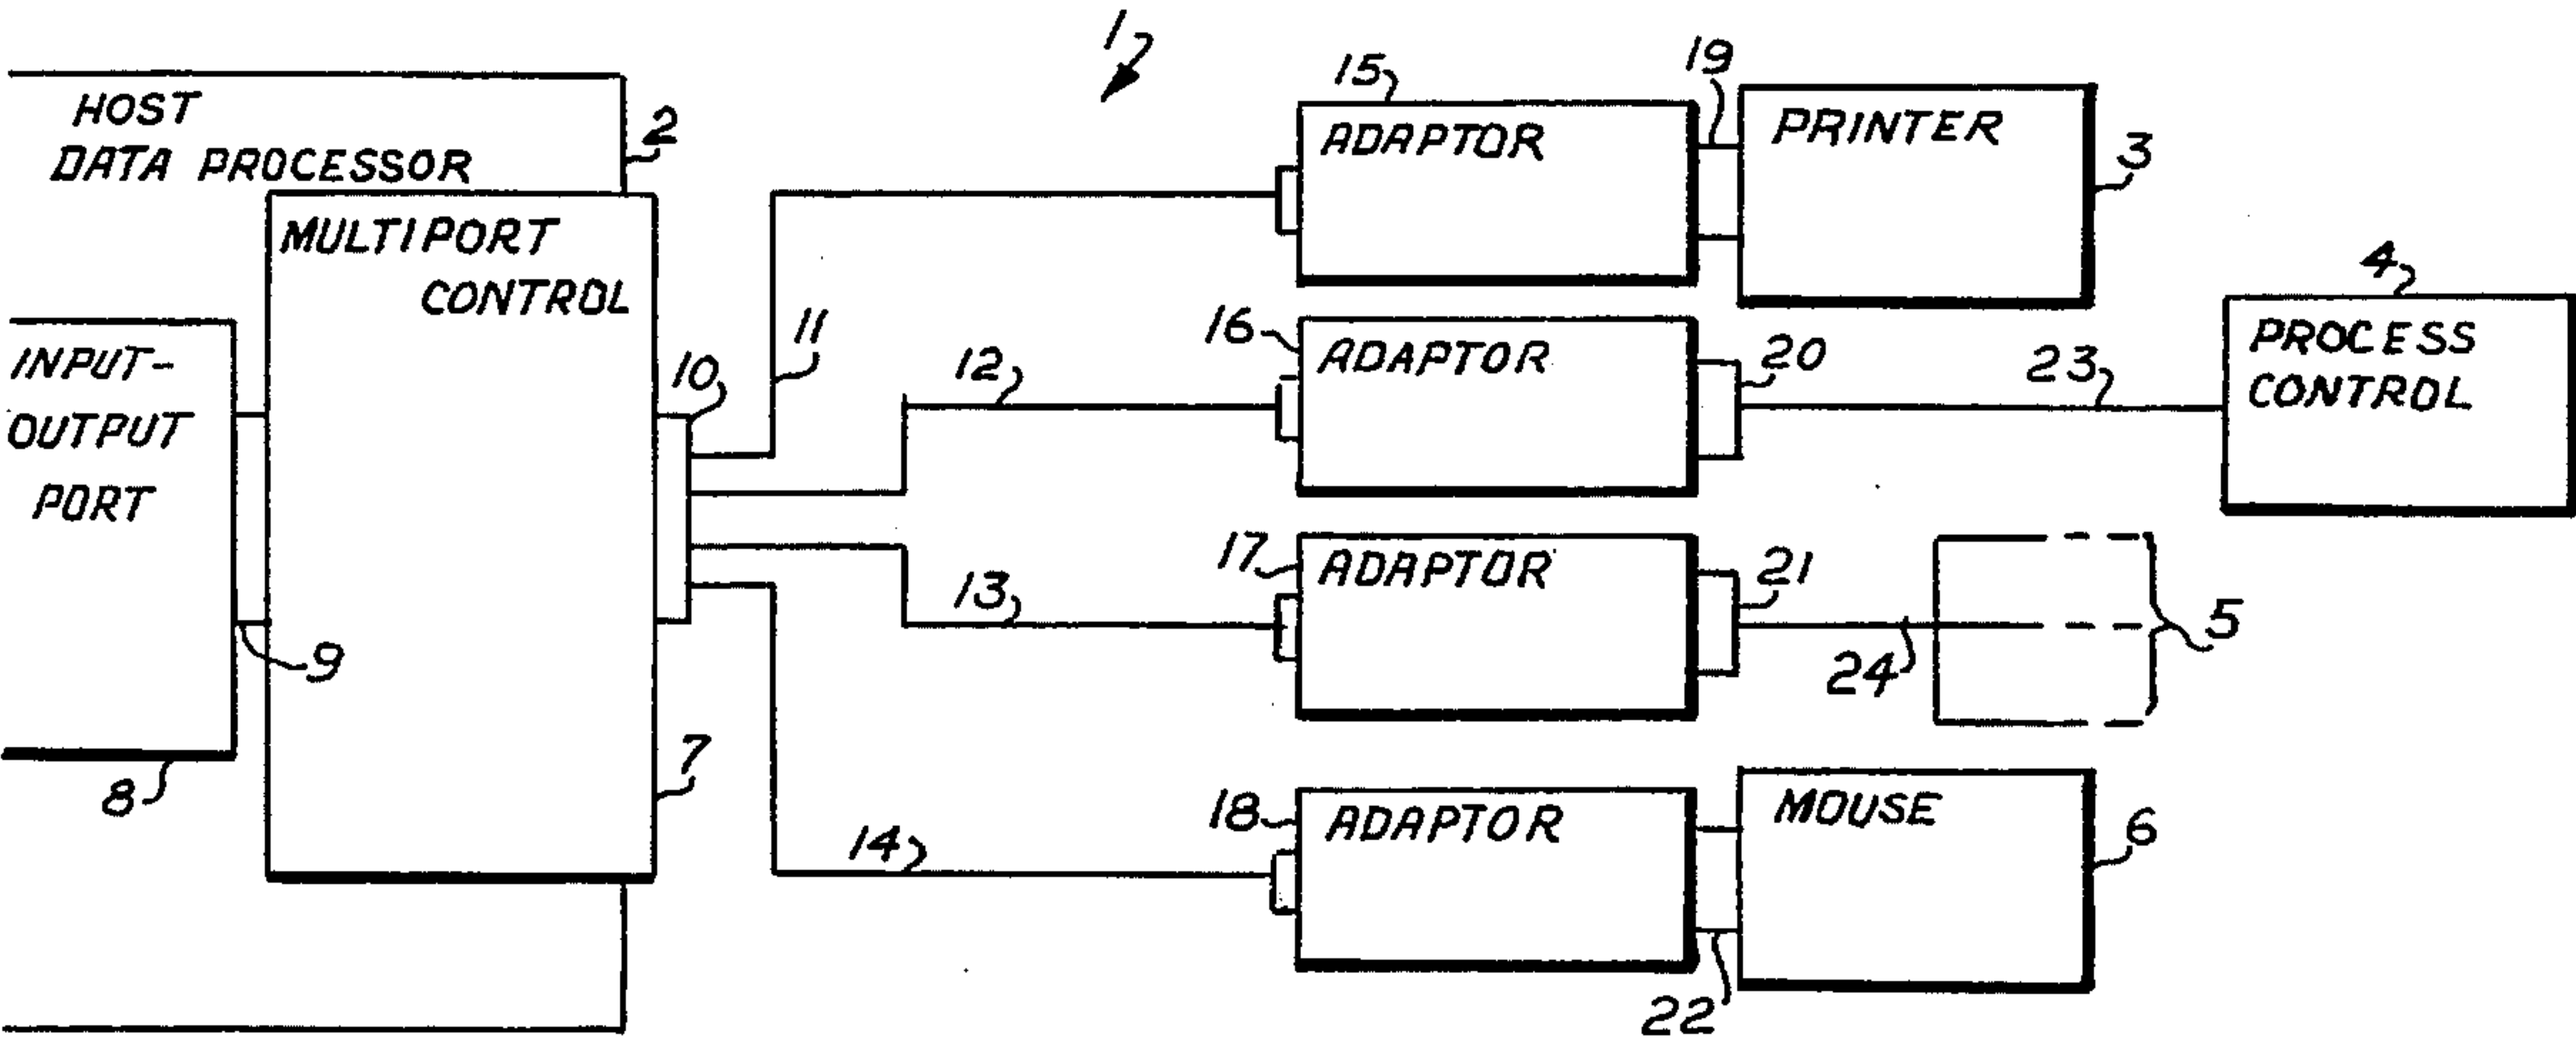 1
HOST
DATA PROCESSOR
2
MULTIPORT
CONTROL
INPUT-
OUTPUT
PORT
8
9
7
10
11
12
13
14
15
ADAPTOR
19
PRINTER
3
16
ADAPTOR
20
23
4
PROCESS
CONTROL
17
ADAPTOR
21
24
5
18
ADAPTOR
22
MOUSE
6